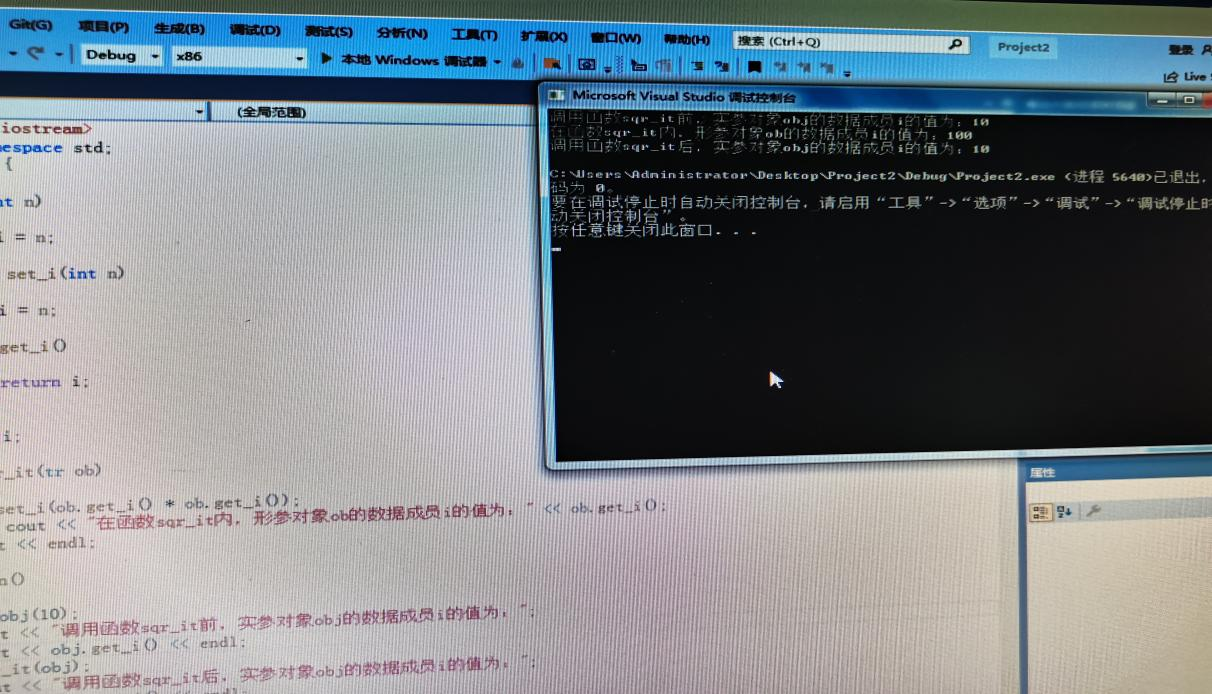 Git(G) 项目(P) 生成(B) 调试(D) 测试(S) 分析(N) 工具(T) 扩展(X) 窗口(W) 帮助(H) 搜索 (Ctrl+Q) Project2 登录
Debug x86 本地 Windows 调试器 Live
(全局范围)
Microsoft Visual Studio 调试控制台
调用函数sqr_it前，实参对象obj的数据成员i的值为：10
在函数sqr_it内，形参对象ob的数据成员i的值为：100
调用函数sqr_it后，实参对象obj的数据成员i的值为：10
C:\Users\Administrator\Desktop\Project2\Debug\Project2.exe (进程 5640)已退出，
码为 0。
要在调试停止时自动关闭控制台，请启用“工具”->“选项”->“调试”->“调试停止时
动关闭控制台”。
按任意键关闭此窗口. . .
iostream>
espace std;
{
nt n)
i = n;
set_i(int n)
i = n;
get_i()
return i;
i;
_it(tr ob)
set_i(ob.get_i() * ob.get_i());
cout << "在函数sqr_it内，形参对象ob的数据成员i的值为：" << ob.get_i();
t << endl;
n()
obj(10);
t << "调用函数sqr_it前，实参对象obj的数据成员i的值为：";
t << obj.get_i() << endl;
_it(obj);
t << "调用函数sqr_it后，实参对象obj的数据成员i的值为：";
属性